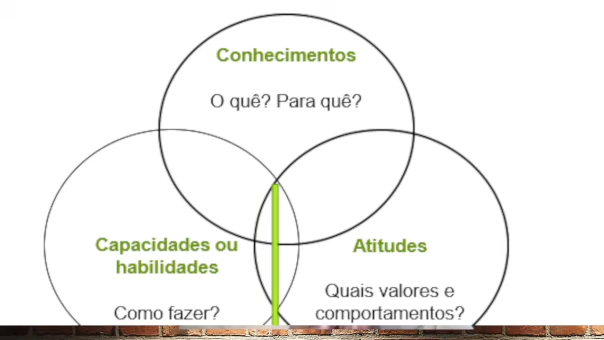 Conhecimentos
O quê? Para quê?
Capacidades ou
habilidades
Como fazer?
Atitudes
Quais valores e
comportamentos?